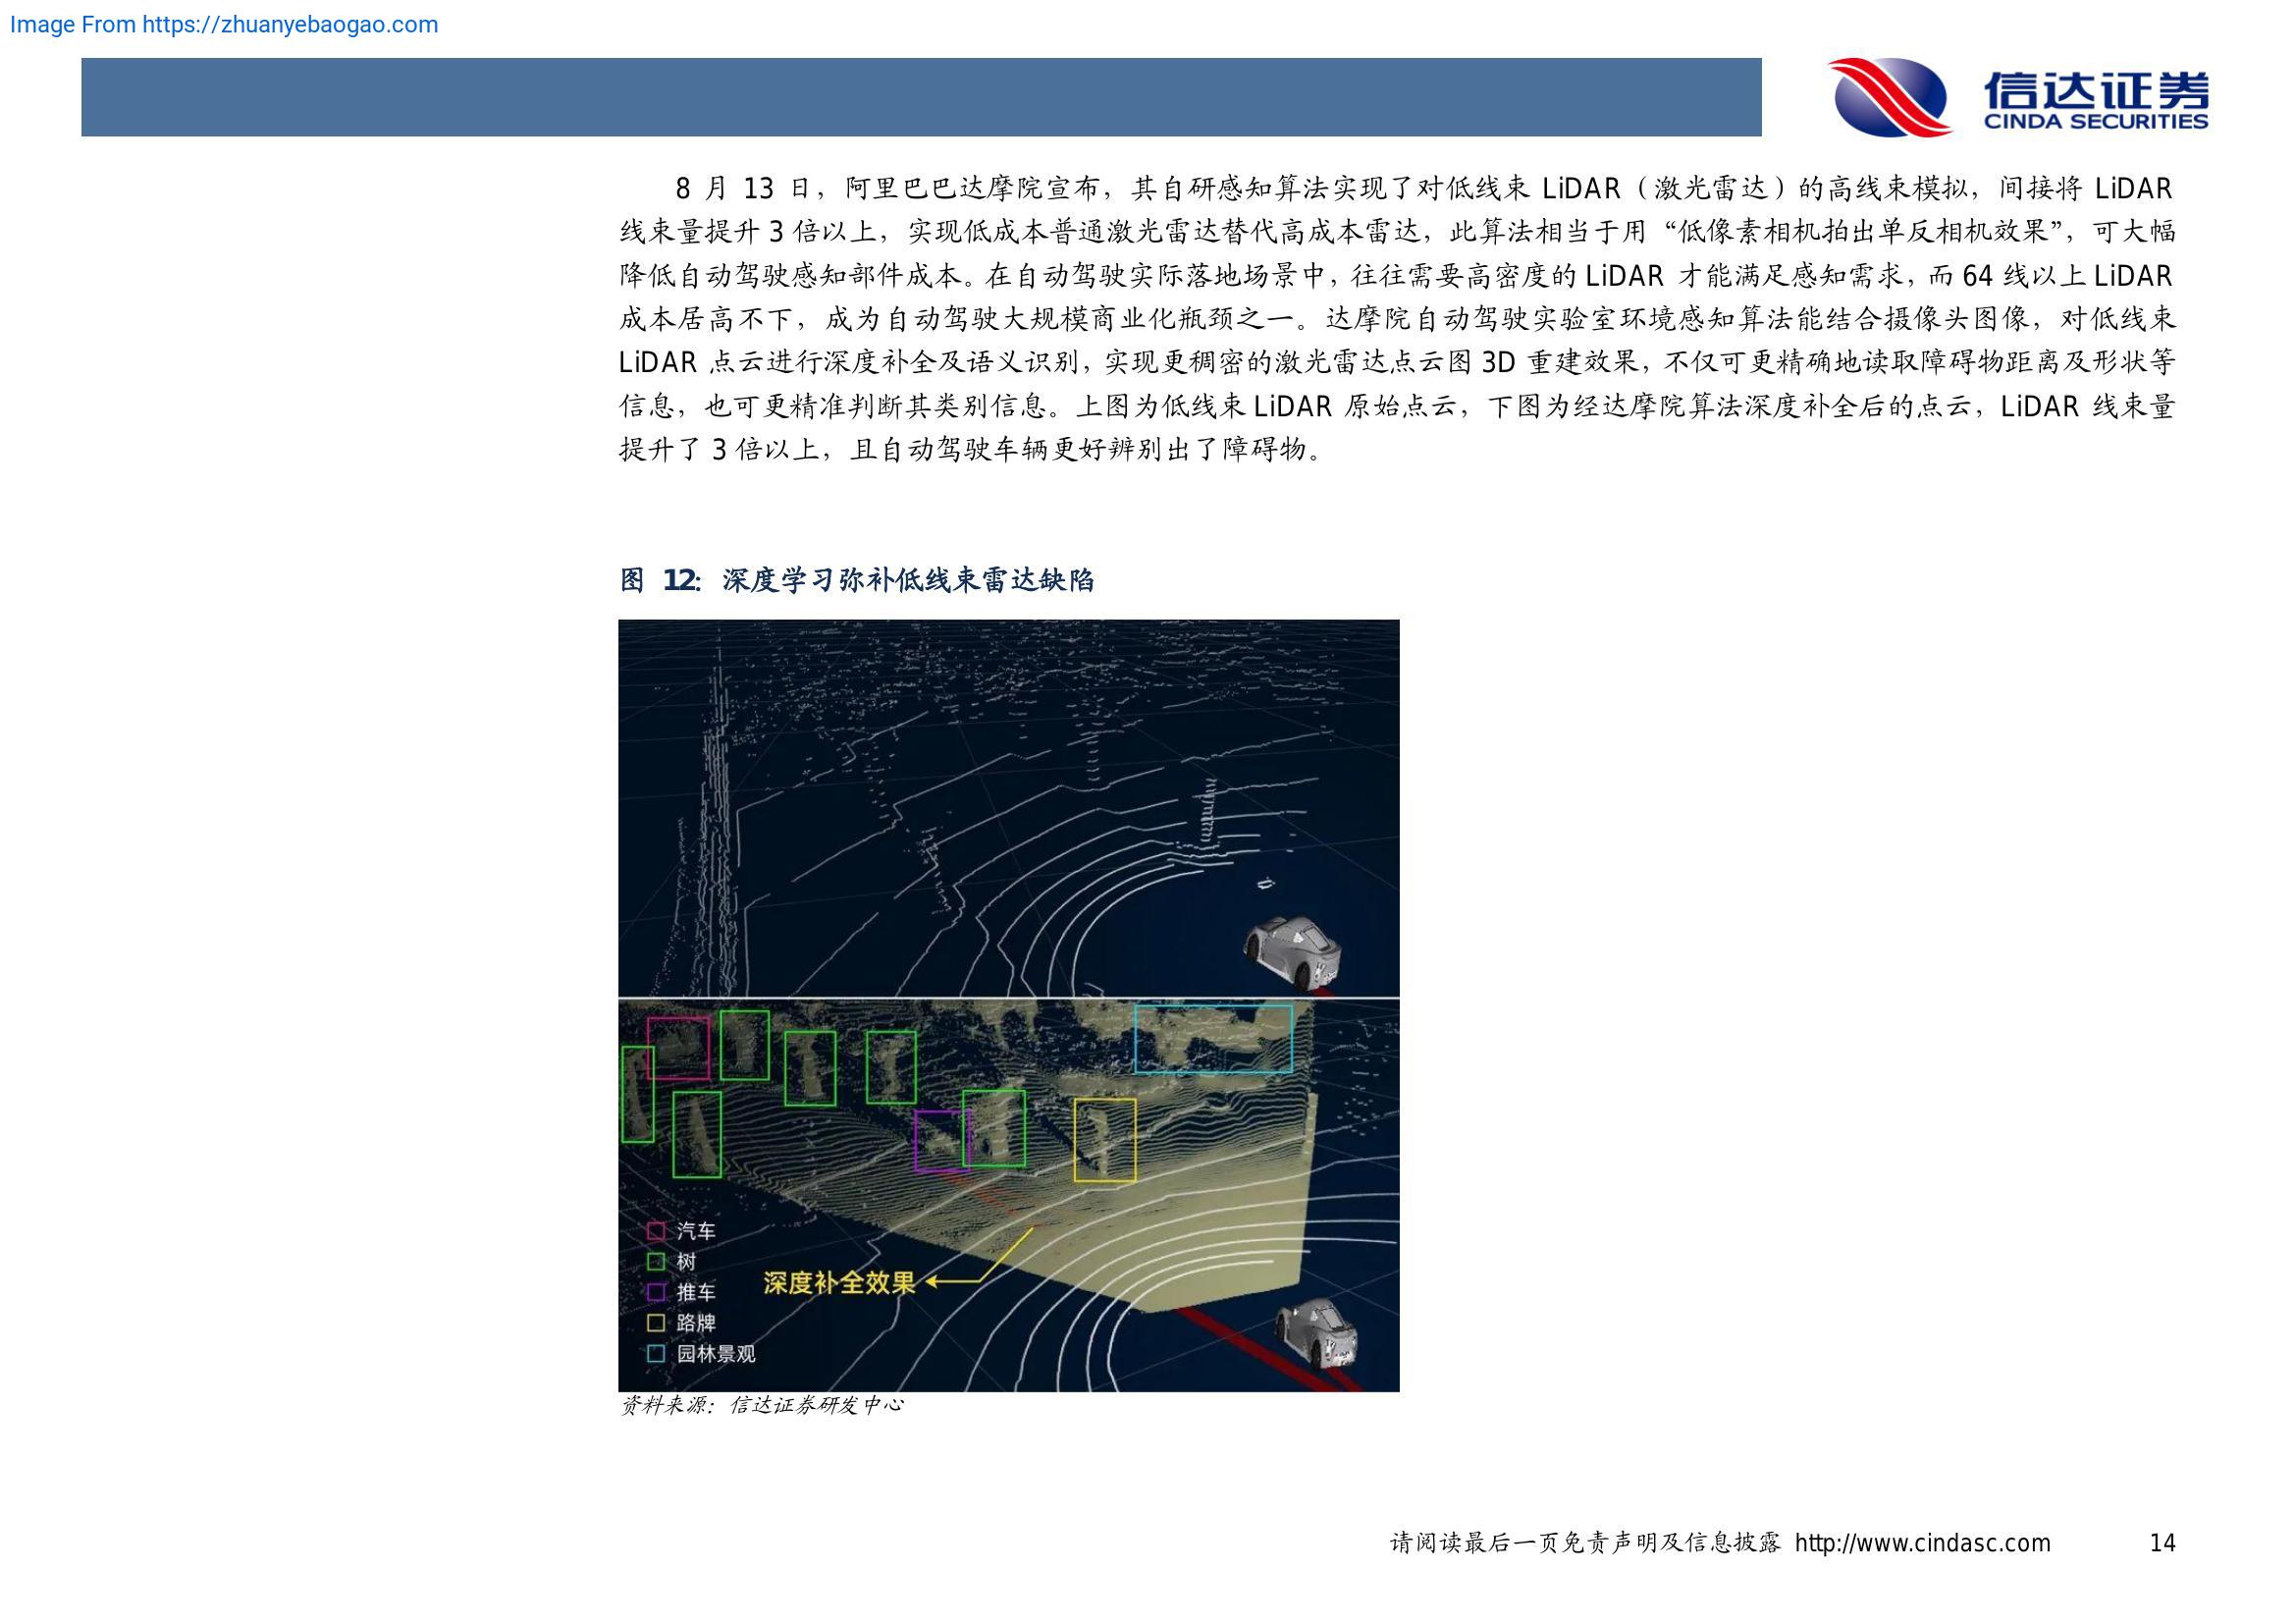 Image From https://zhuanyebaogao.com
信达证券
CINDA SECURITIES
8 月 13 日，阿里巴巴达摩院宣布，其自研感知算法实现了对低线束 LiDAR（激光雷达）的高线束模拟，间接将 LiDAR
线束量提升 3 倍以上，实现低成本普通激光雷达替代高成本雷达，此算法相当于用“低像素相机拍出单反相机效果”，可大幅
降低自动驾驶感知部件成本。在自动驾驶实际落地场景中，往往需要高密度的 LiDAR 才能满足感知需求，而 64 线以上 LiDAR
成本居高不下，成为自动驾驶大规模商业化瓶颈之一。达摩院自动驾驶实验室环境感知算法能结合摄像头图像，对低线束
LiDAR 点云进行深度补全及语义识别，实现更稠密的激光雷达点云图 3D 重建效果，不仅可更精确地读取障碍物距离及形状等
信息，也可更精准判断其类别信息。上图为低线束 LiDAR 原始点云，下图为经达摩院算法深度补全后的点云，LiDAR 线束量
提升了 3 倍以上，且自动驾驶车辆更好辨别出了障碍物。
图 12：深度学习弥补低线束雷达缺陷
汽车
树
推车
路牌
园林景观
深度补全效果
资料来源：信达证券研发中心
请阅读最后一页免责声明及信息披露 http://www.cindasc.com 14